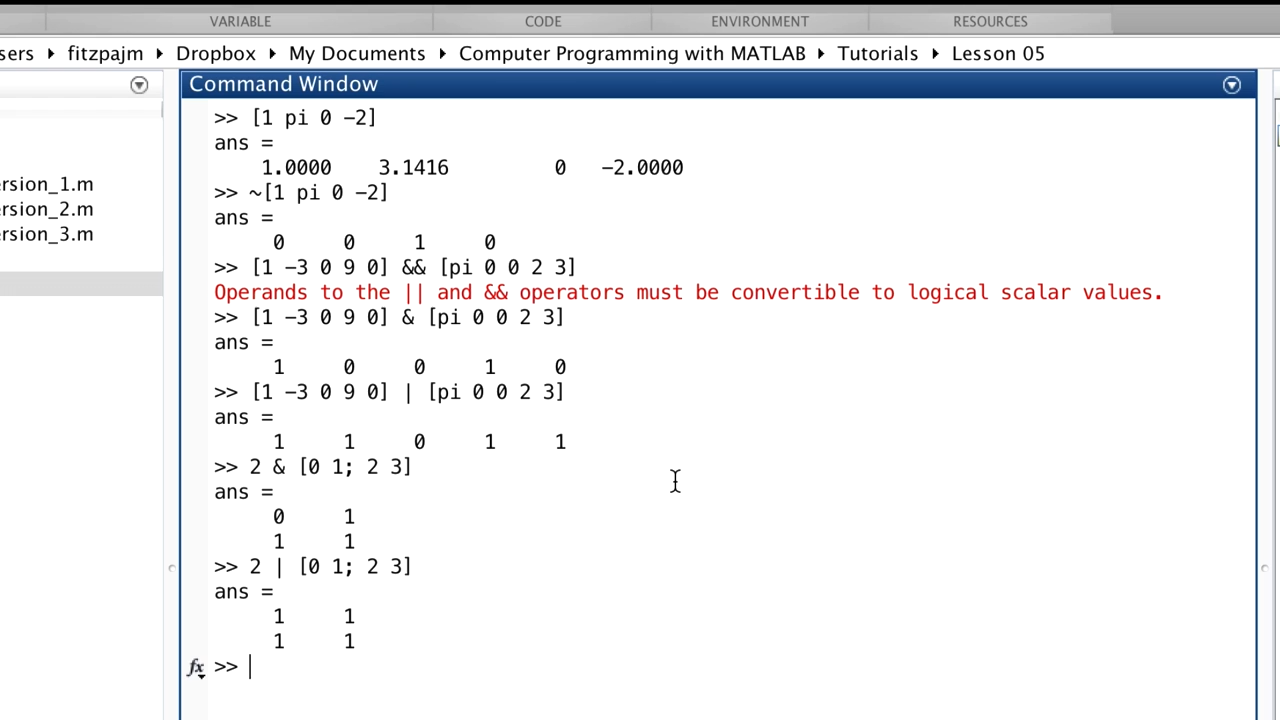 VARIABLE CODE ENVIRONMENT RESOURCES
sers ▸ fitzpajm ▸ Dropbox ▸ My Documents ▸ Computer Programming with MATLAB ▸ Tutorials ▸ Lesson 05
Command Window
>> [1 pi 0 -2]
ans =
1.0000 3.1416 0 -2.0000
>> ~[1 pi 0 -2]
ans =
0 0 1 0
>> [1 -3 0 9 0] && [pi 0 0 2 3]
Operands to the || and && operators must be convertible to logical scalar values.
>> [1 -3 0 9 0] & [pi 0 0 2 3]
ans =
1 0 0 1 0
>> [1 -3 0 9 0] | [pi 0 0 2 3]
ans =
1 1 0 1 1
>> 2 & [0 1; 2 3]
ans =
0 1
1 1
>> 2 | [0 1; 2 3]
ans =
1 1
1 1
fx >>
ersion_1.m
ersion_2.m
ersion_3.m